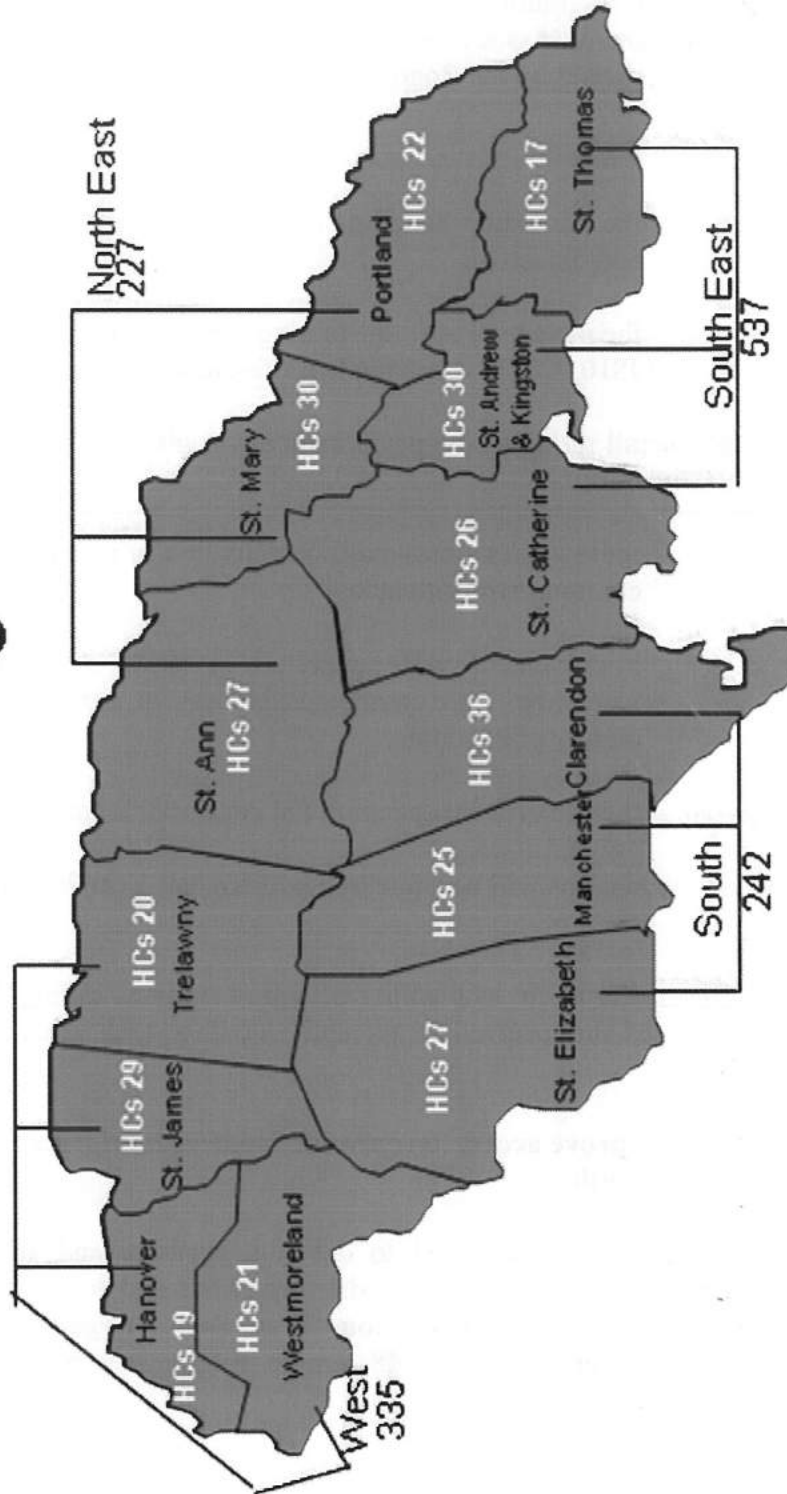 North East
227
St. Mary
HCs 30
Portland
HCs 22
St. Ann
HCs 27
HCs 20
Trelawny
HCs 29
St. James
Hanover
HCs 19
HCs 21
Westmoreland
West
335
HCs 27
St. Elizabeth
HCs 25
Manchester
HCs 36
Clarendon
South
242
HCs 26
St. Catherine
HCs 30
St. Andrew
& Kingston
HCs 17
St. Thomas
South East
537